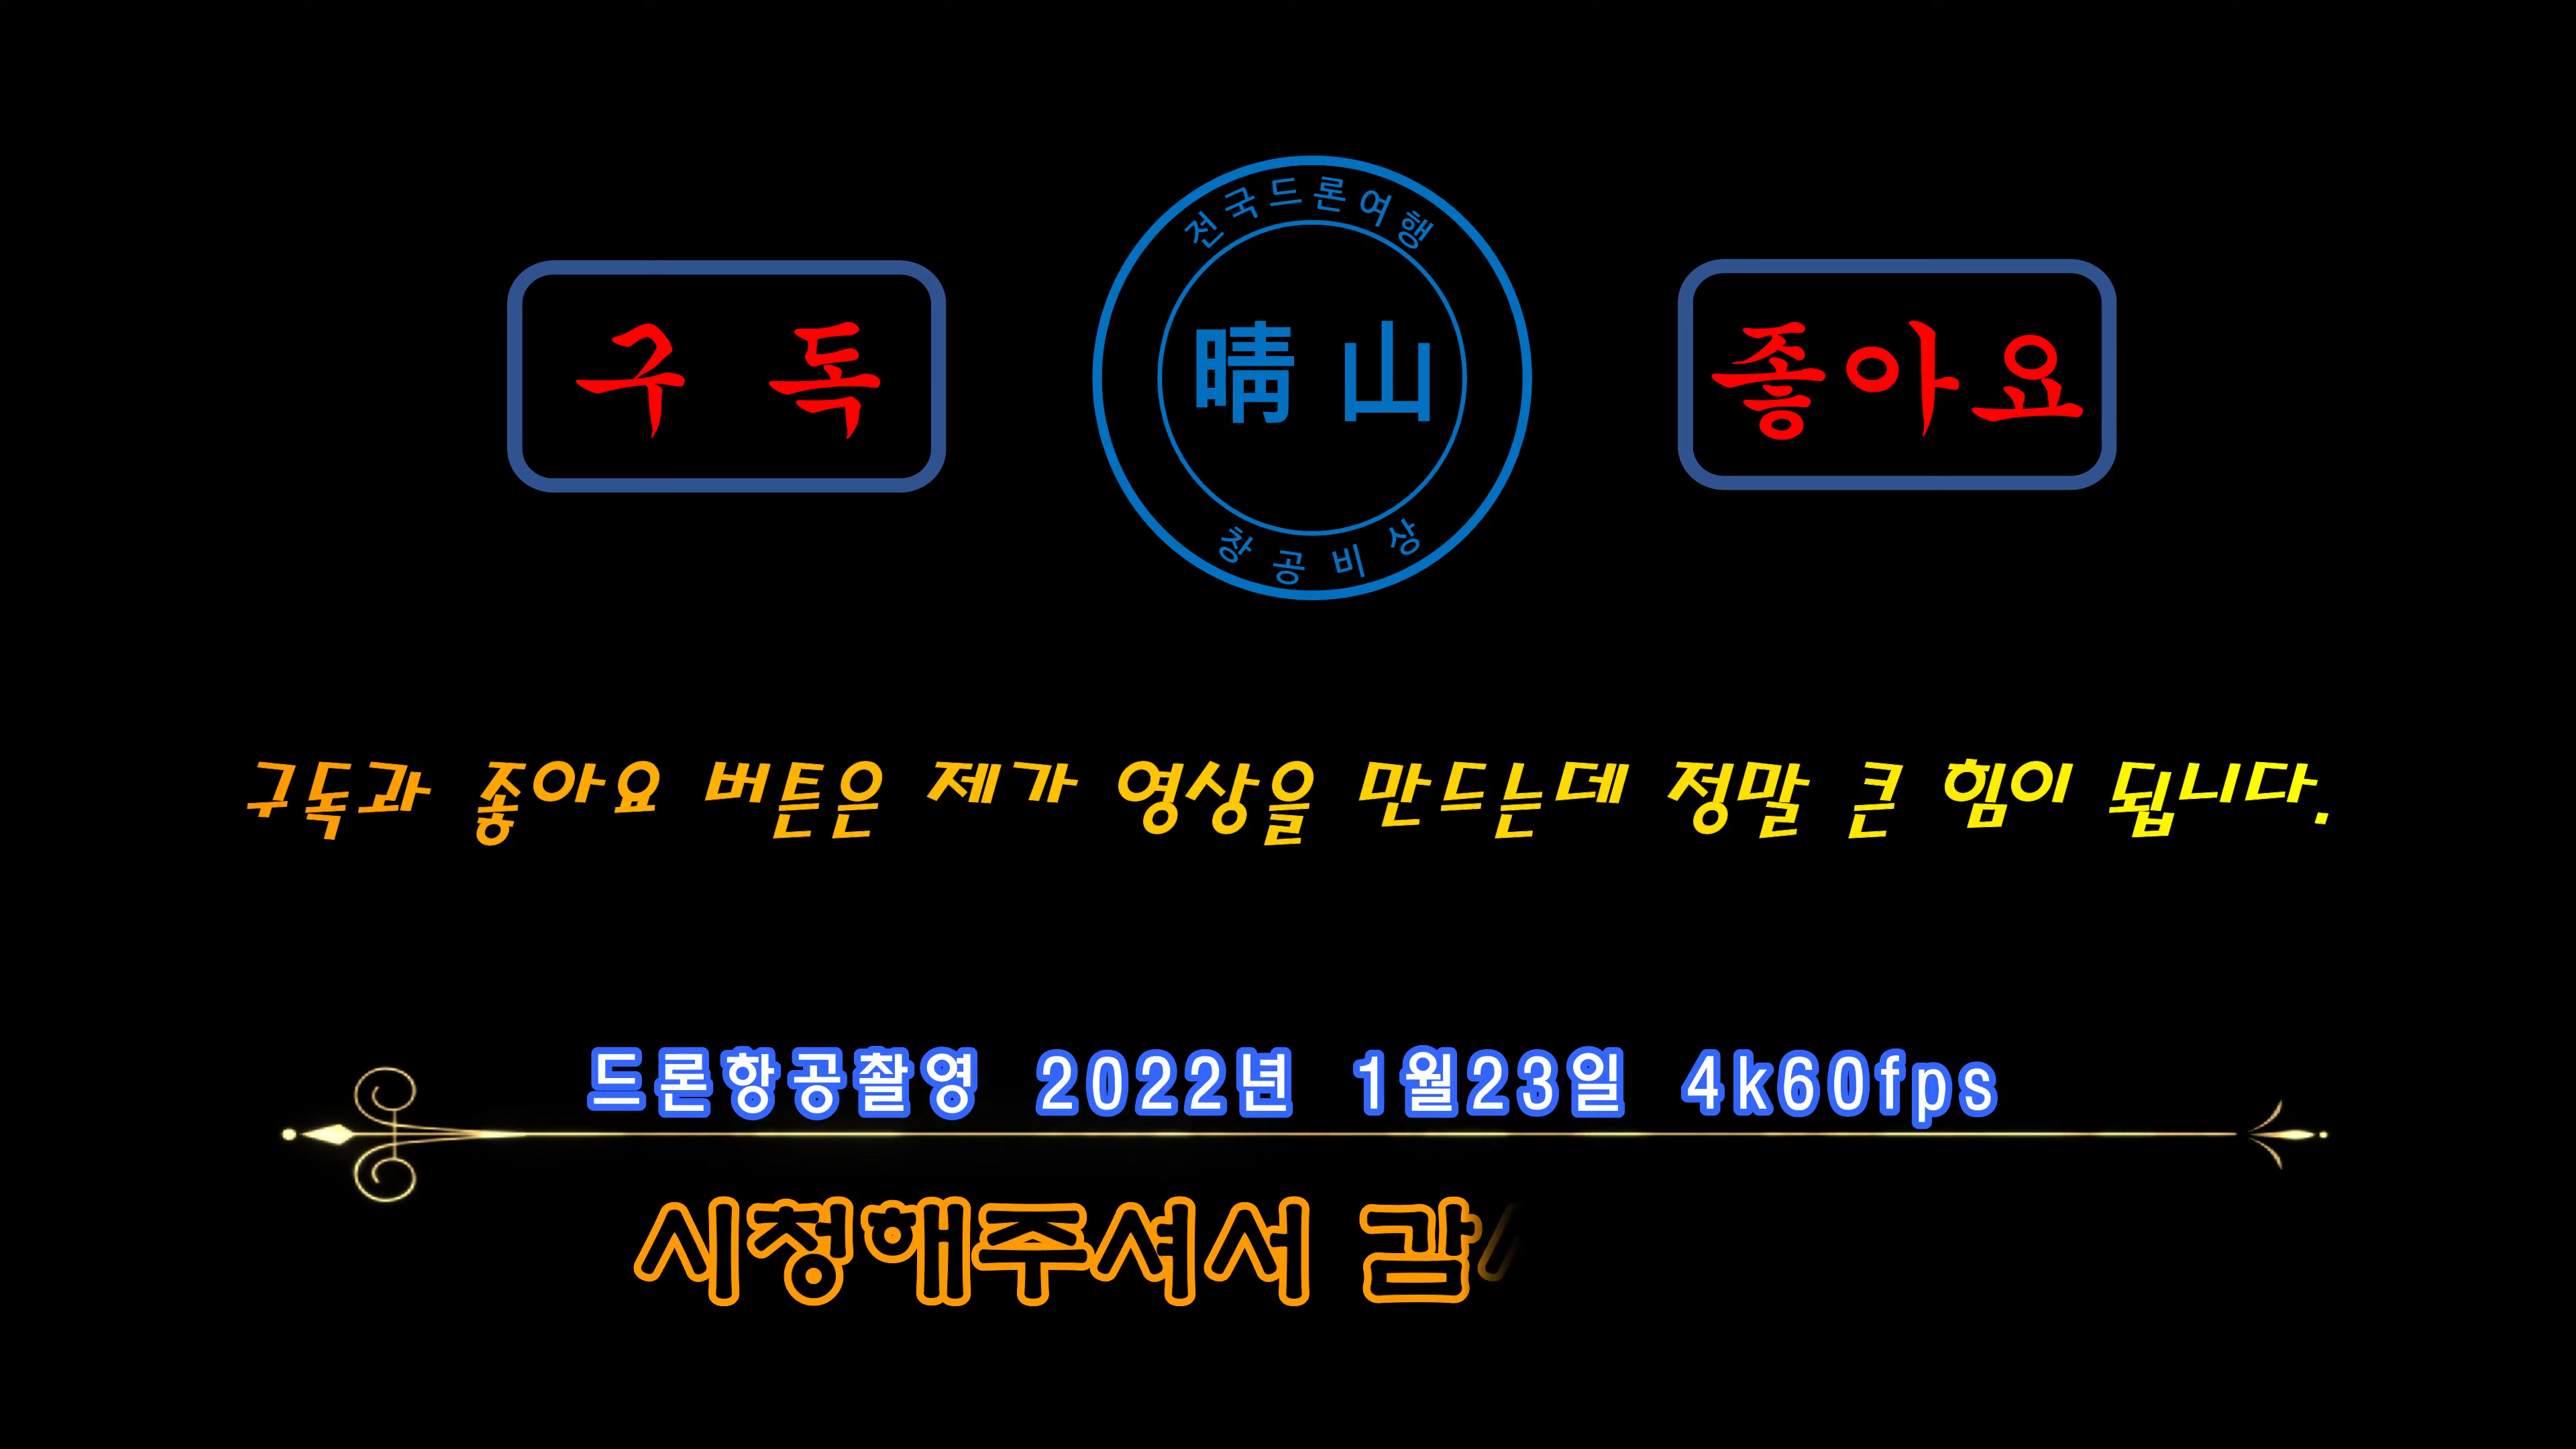 전국드론여행
구 독
晴 山
좋아요
창공비상
구독과 좋아요 버튼은 제가 영상을 만드는데 정말 큰 힘이 됩니다.
드론항공촬영 2022년 1월23일 4k60fps
시청해주셔서 감